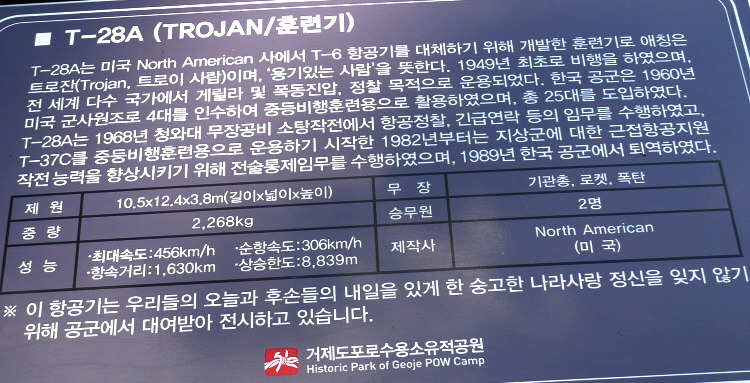 ■ T-28A (TROJAN/훈련기)
T-28A는 미국 North American 사에서 T-6 항공기를 대체하기 위해 개발한 훈련기로 애칭은
트로쟌(Trojan, 트로이 사람)이며, '용기있는 사람'을 뜻한다. 1949년 최초로 비행을 하였으며,
전 세계 다수 국가에서 게릴라 및 폭동진압, 정찰 목적으로 운용되었다. 한국 공군은 1960년
미국 군사원조로 4대를 인수하여 중등비행훈련용으로 활용하였으며, 총 25대를 도입하였다.
T-28A는 1968년 청와대 무장공비 소탕작전에서 항공정찰, 긴급연락 등의 임무를 수행하였고,
T-37C를 중등비행훈련용으로 운용하기 시작한 1982년부터는 지상군에 대한 근접항공지원
작전능력을 향상시키기 위해 전술통제임무를 수행하였으며, 1989년 한국 공군에서 퇴역하였다.
제 원 10.5x12.4x3.8m(길이x넓이x높이) 무 장 기관총, 로켓, 폭탄
중 량 2,268kg 승무원 2명
성 능 ·최대속도:456km/h ·순항속도:306km/h 제작사 North American
·항속거리:1,630km ·상승한도:8,839m (미 국)
※ 이 항공기는 우리들의 오늘과 후손들의 내일을 있게 한 숭고한 나라사랑 정신을 잊지 않기
위해 공군에서 대여받아 전시하고 있습니다.
거제도포로수용소유적공원
Historic Park of Geoje POW Camp